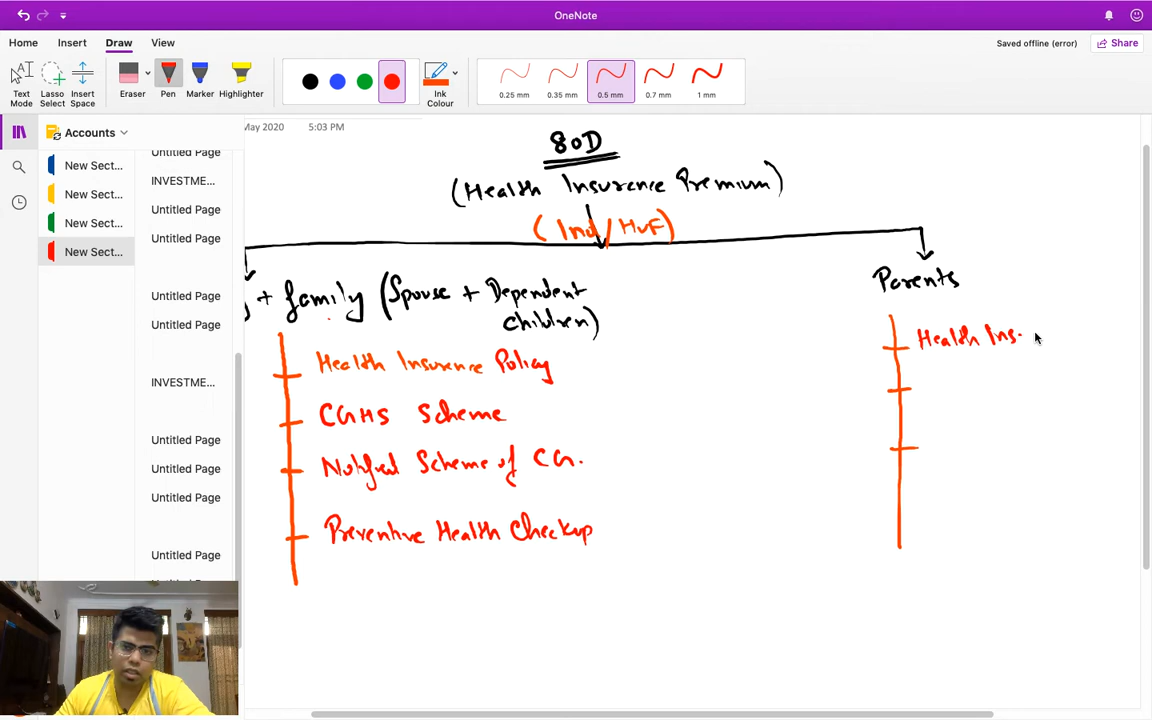 OneNote
Home Insert Draw View
Saved offline (error) Share
Text Mode
Lasso Select
Insert Space
Eraser
Pen
Marker
Highlighter
Ink Colour
0.25 mm 0.35 mm 0.5 mm 0.7 mm 1 mm
Accounts
New Sect...
New Sect...
New Sect...
New Sect...
Untitled Page
INVESTME...
Untitled Page
Untitled Page
Untitled Page
Untitled Page
INVESTME...
Untitled Page
Untitled Page
Untitled Page
Untitled Page
May 2020 5:03 PM
80D
(Health Insurance Premium)
(Ind/HUF)
+ family (Spouse + Dependent
children)
Health Insurance Policy
CGHS Scheme
Notified Scheme of CG.
Preventive Health Checkup
Parents
Health Ins.